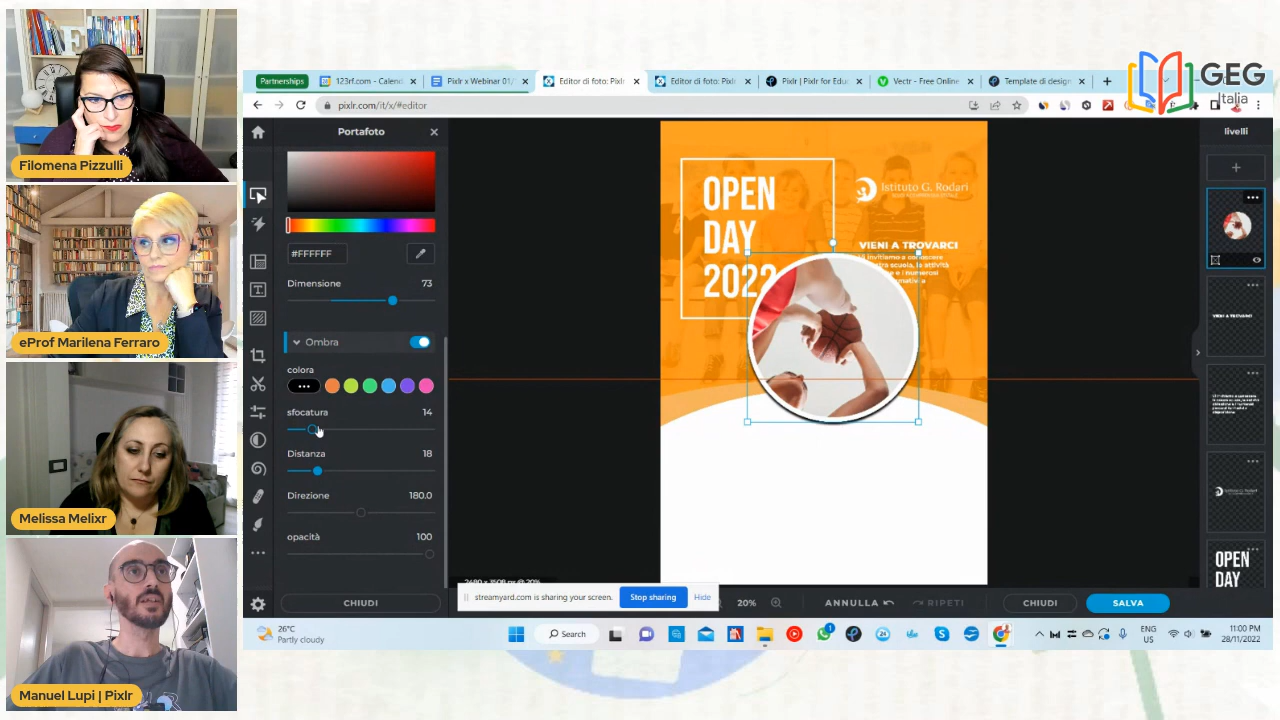 Filomena Pizzulli
eProf Marilena Ferraro
Melissa Melixr
Manuel Lupi | Pixlr
GEG
Italia
Partnerships
123rf.com - Calend
Pixlr x Webinar 01/
Editor di foto: Pixlr
Editor di foto: Pixlr
Pixlr | Pixlr for Edu
Vectr - Free Online
Template di design
pixlr.com/it/x/#editor
Portafoto
#FFFFFF
Dimensione 73
Ombra
colora
sfocatura 14
Distanza 18
Direzione 180.0
opacità 100
CHIUDI
OPEN
DAY
2022
Istituto G. Rodari
VIENI A TROVARCI
livelli
VIENI A TROVARCI
Istituto G. Rodari
OPEN
DAY
streamyard.com is sharing your screen.
Stop sharing
Hide
20%
ANNULLA
RIPETI
CHIUDI
SALVA
26°C
Partly cloudy
Search
ENG
US
11:00 PM
28/11/2022